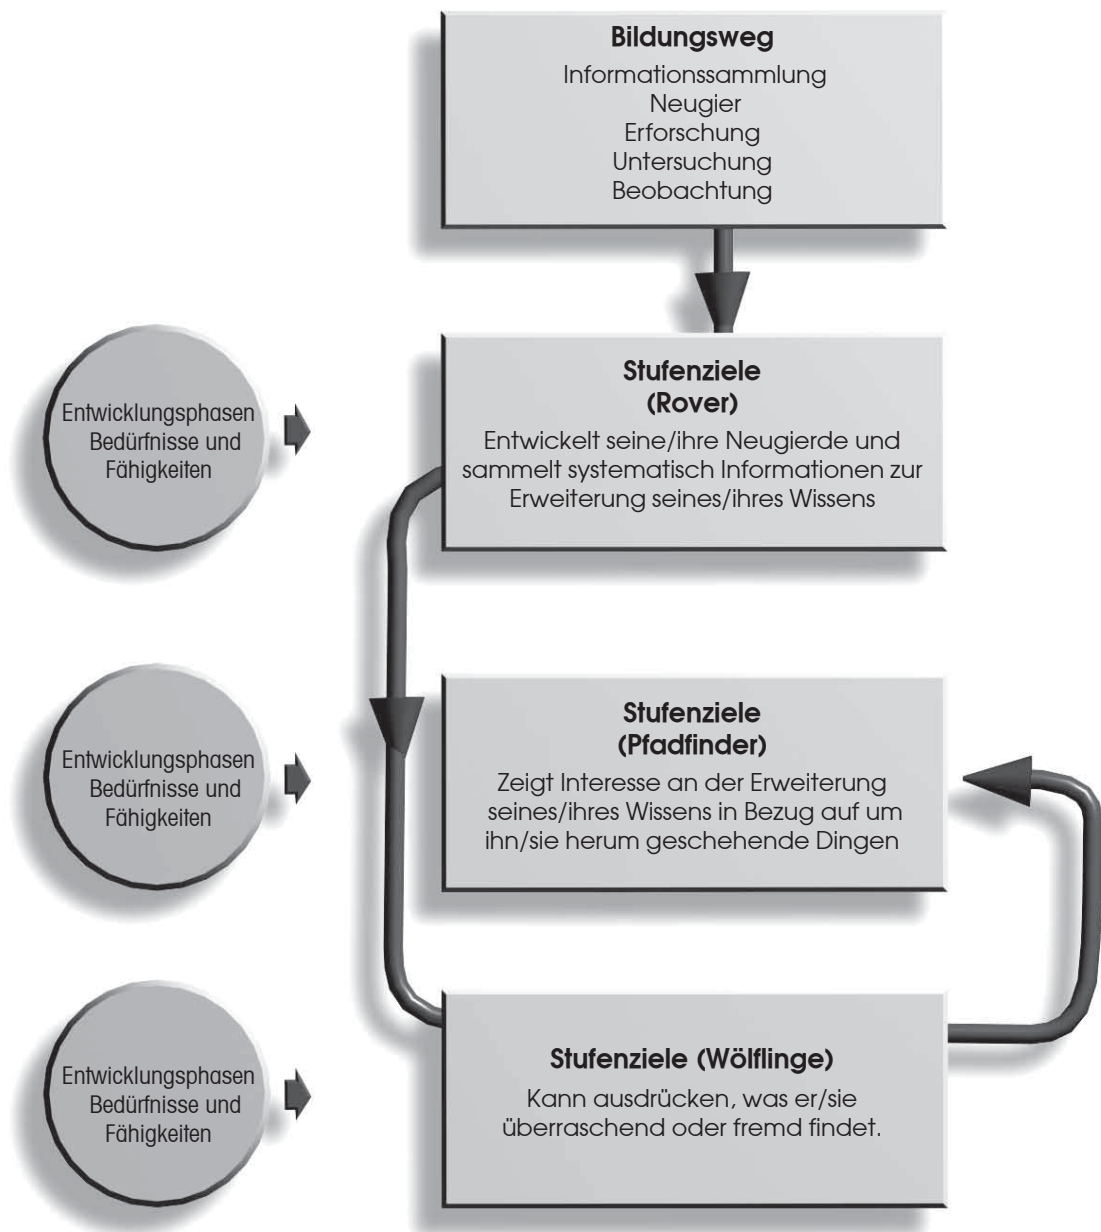 Bildungsweg
Informationssammlung
Neugier
Erforschung
Untersuchung
Beobachtung
Entwicklungsphasen
Bedürfnisse und
Fähigkeiten
Stufenziele
(Rover)
Entwickelt seine/ihre Neugierde und
sammelt systematisch Informationen zur
Erweiterung seines/ihres Wissens
Entwicklungsphasen
Bedürfnisse und
Fähigkeiten
Stufenziele
(Pfadfinder)
Zeigt Interesse an der Erweiterung
seines/ihres Wissens in Bezug auf um
ihn/sie herum geschehende Dingen
Entwicklungsphasen
Bedürfnisse und
Fähigkeiten
Stufenziele (Wölflinge)
Kann ausdrücken, was er/sie
überraschend oder fremd findet.